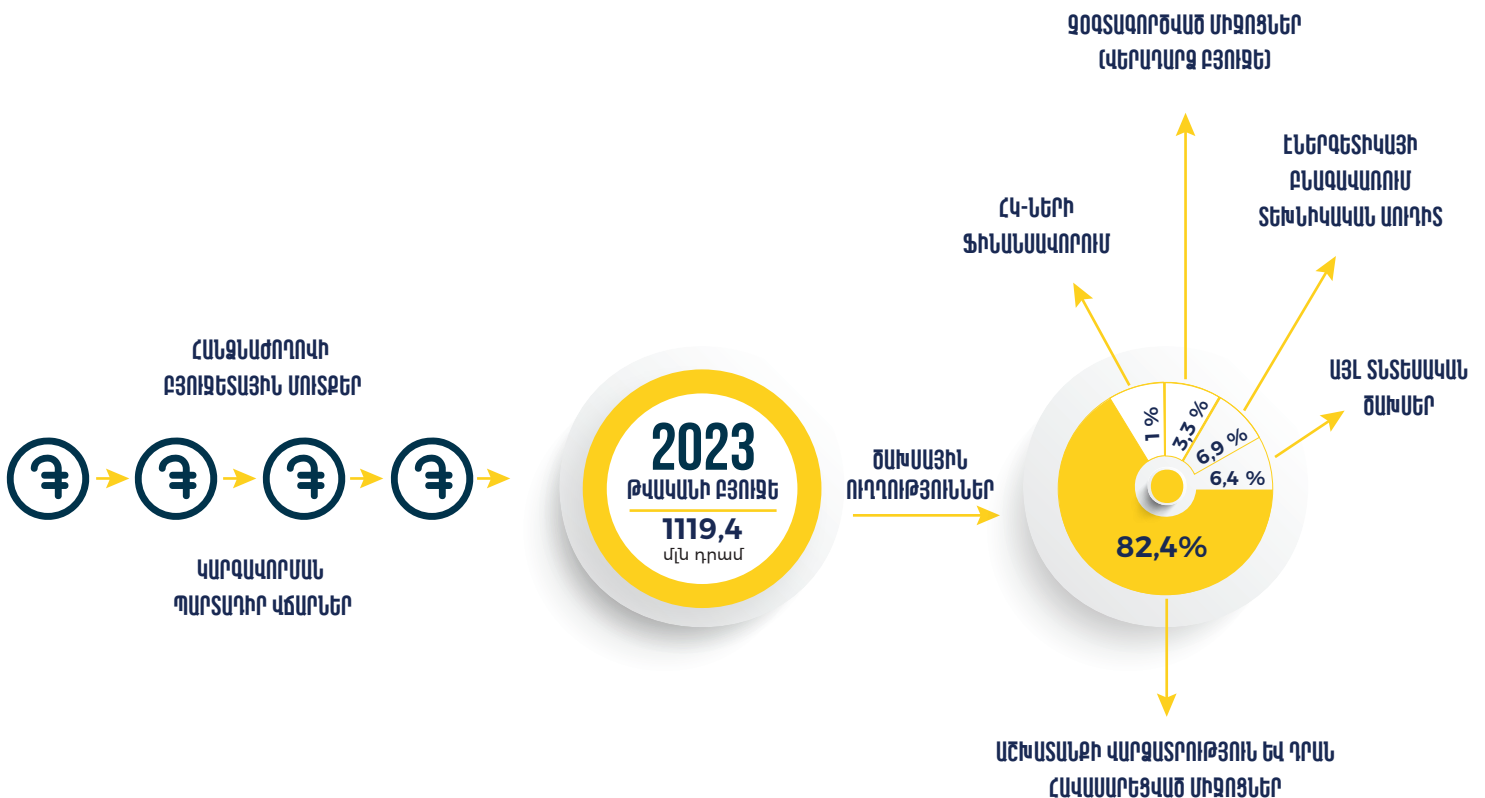 ՀԱՆՁՆԱԺՈՂՈՎԻ
ԲՅՈՒՋԵՏԱՅԻՆ ՄՈՒՏՔԵՐ
ԿԱՐԳԱՎՈՐՄԱՆ
ՊԱՐՏԱԴԻՐ ՎՃԱՐՆԵՐ
2023
ԹՎԱԿԱՆԻ ԲՅՈՒՋԵ
1119,4
մլն դրամ
ԾԱԽՍԱՅԻՆ
ՈՒՂՂՈՒԹՅՈՒՆՆԵՐ
ՉՕԳՏԱԳՈՐԾՎԱԾ ՄԻՋՈՑՆԵՐ
(ՎԵՐԱԴԱՐՁ ԲՅՈՒՋԵ)
ՀԿ-ՆԵՐԻ
ՖԻՆԱՆՍԱՎՈՐՈՒՄ
ԷՆԵՐԳԵՏԻԿԱՅԻ
ԲՆԱԳԱՎԱՌՈՒՄ
ՏԵԽՆԻԿԱԿԱՆ ԱՈՒԴԻՏ
ԱՅԼ ՏՆՏԵՍԱԿԱՆ
ԾԱԽՍԵՐ
1 %
3,3 %
6,9 %
6,4 %
82,4%
ԱՇԽԱՏԱՆՔԻ ՎԱՐՁԱՏՐՈՒԹՅՈՒՆ ԵՎ ԴՐԱՆ
ՀԱՎԱՍԱՐԵՑՎԱԾ ՄԻՋՈՑՆԵՐ